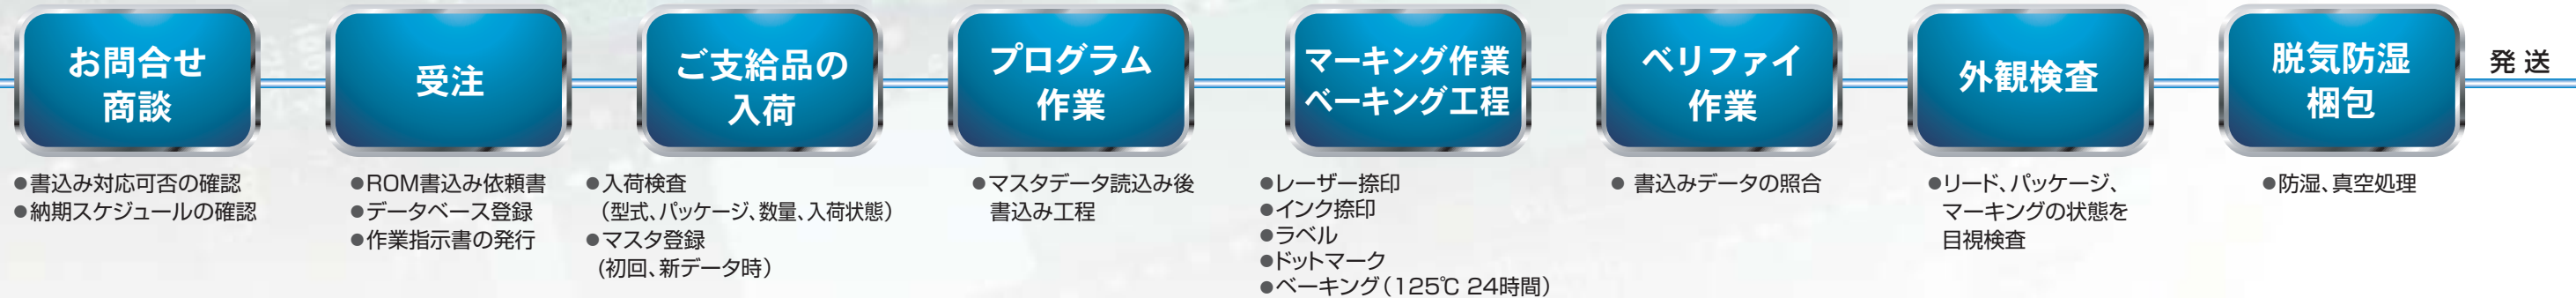 お問合せ
商談
●書込み対応可否の確認
●納期スケジュールの確認
受注
●ROM書込み依頼書
●データベース登録
●作業指示書の発行
ご支給品の
入荷
●入荷検査
（型式、パッケージ、数量、入荷状態）
●マスタ登録
(初回、新データ時)
プログラム
作業
●マスタデータ読込み後
書込み工程
マーキング作業
ベーキング工程
●レーザー捺印
●インク捺印
●ラベル
●ドットマーク
●ベーキング（125℃ 24時間）
ベリファイ
作業
● 書込みデータの照合
外観検査
●リード、パッケージ、
マーキングの状態を
目視検査
脱気防湿
梱包
●防湿、真空処理
発 送